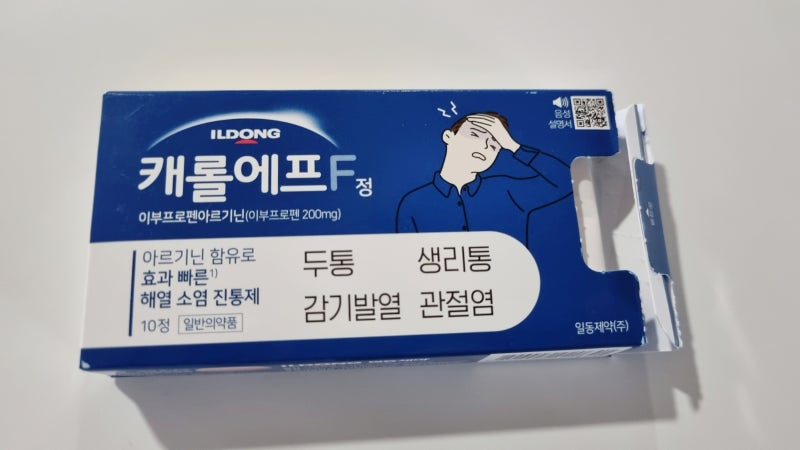 ILDONG
캐롤에프F정
이부프로펜아르기닌(이부프로펜 200mg)
음성
설명서
아르기닌 함유로
효과 빠른1)
해열 소염 진통제
10정 일반의약품
두통 생리통
감기발열 관절염
일동제약(주)